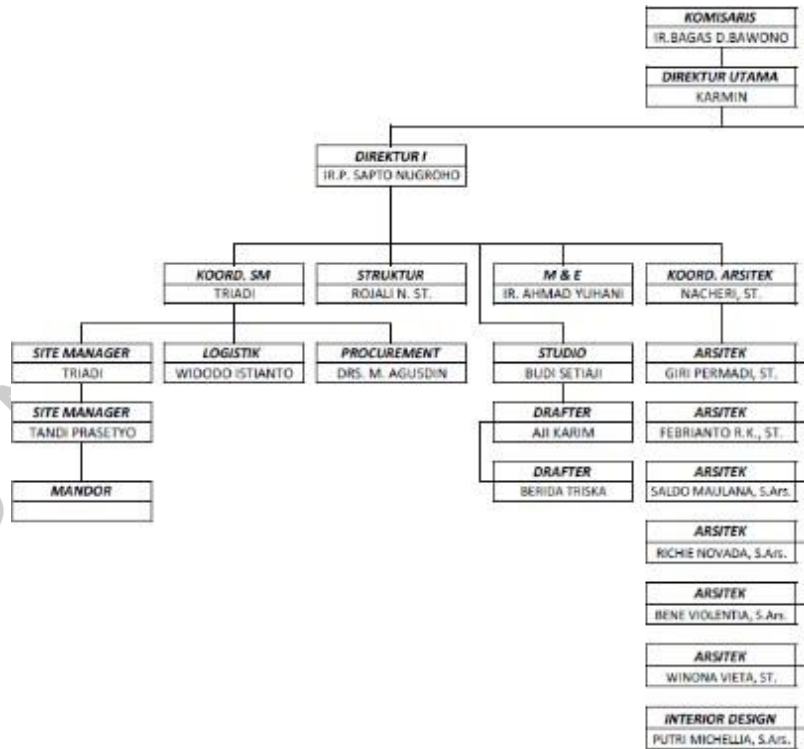 KOMISARIS
IR.BAGAS D.BAWONO
DIREKTUR UTAMA
KARMIN
DIREKTUR I
IR.P. SAPTO NUGROHO
KOORD. SM
TRIADI
STRUKTUR
ROJALI N. ST.
M & E
IR. AHMAD YUHANI
KOORD. ARSITEK
NACHERI, ST.
SITE MANAGER
TRIADI
LOGISTIK
WIDODO ISTIANTO
PROCUREMENT
DRS. M. AGUSDIN
STUDIO
BUDI SETIAJI
ARSITEK
GIRI PERMADI, ST.
SITE MANAGER
TANDI PRASETYO
DRAFTER
AJI KARIM
ARSITEK
FEBRIANTO R.K., ST.
MANDOR
DRAFTER
BERIDA TRISKA
ARSITEK
SALDO MAULANA, S.Ars.
ARSITEK
RICHIE NOVADA, S.Ars.
ARSITEK
BENE VIOLENTIA, S.Ars.
ARSITEK
WINONA VIETA, ST.
INTERIOR DESIGN
PUTRI MICHELLIA, S.Ars.